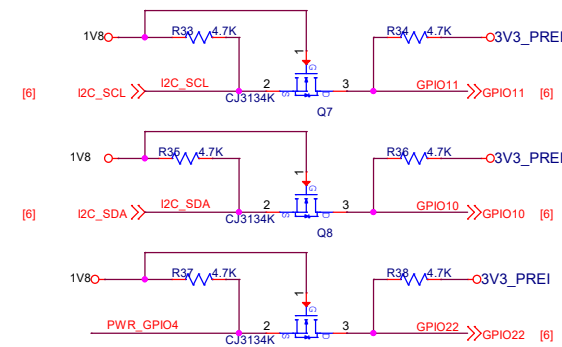 R33 4.7K R34 4.7K
1V8 3V3_PREI
1 G
[6] I2C_SCL I2C_SCL 2 S D 3 GPIO11 GPIO11 [6]
CJ3134K
Q7
R35 4.7K R36 4.7K
1V8 3V3_PREI
1 G
[6] I2C_SDA I2C_SDA 2 S D 3 GPIO10 GPIO10 [6]
CJ3134K
Q8
R37 4.7K R38 4.7K
1V8 3V3_PREI
1 G
PWR_GPIO4 2 S D 3 GPIO22 GPIO22 [6]
CJ3134K